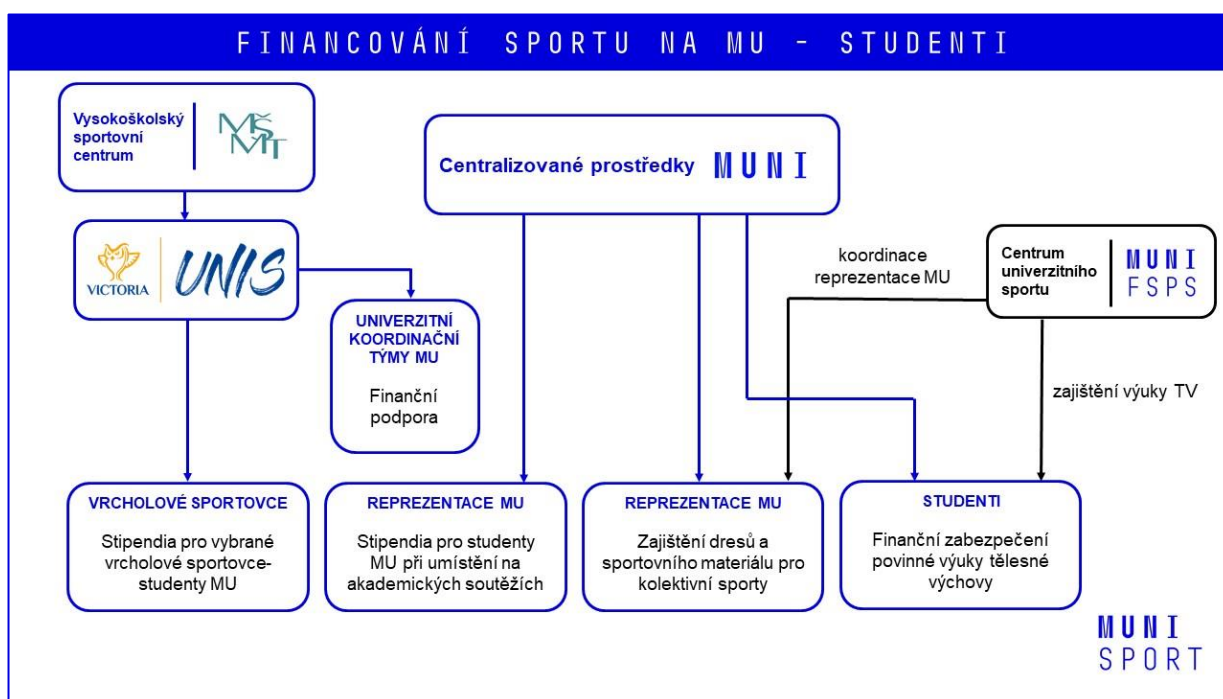 FINANCOVÁNÍ SPORTU NA MU - STUDENTI
Vysokoškolský
sportovní
centrum
MŠMT
Centralizované prostředky MUNI
VICTORIA
UNIS
koordinace
reprezentace MU
Centrum
univerzitního
sportu
MUNI
FSPS
UNIVERZITNÍ
KOORDINAČNÍ
TÝMY MU
Finanční
podpora
zajištění výuky TV
VRCHOLOVÉ SPORTOVCE
Stipendia pro vybrané
vrcholové sportovce-
studenty MU
REPREZENTACE MU
Stipendia pro studenty
MU při umístění na
akademických soutěžích
REPREZENTACE MU
Zajištění dresů a
sportovního materiálu pro
kolektivní sporty
STUDENTI
Finanční zabezpečení
povinné výuky tělesné
výchovy
MUNI
SPORT